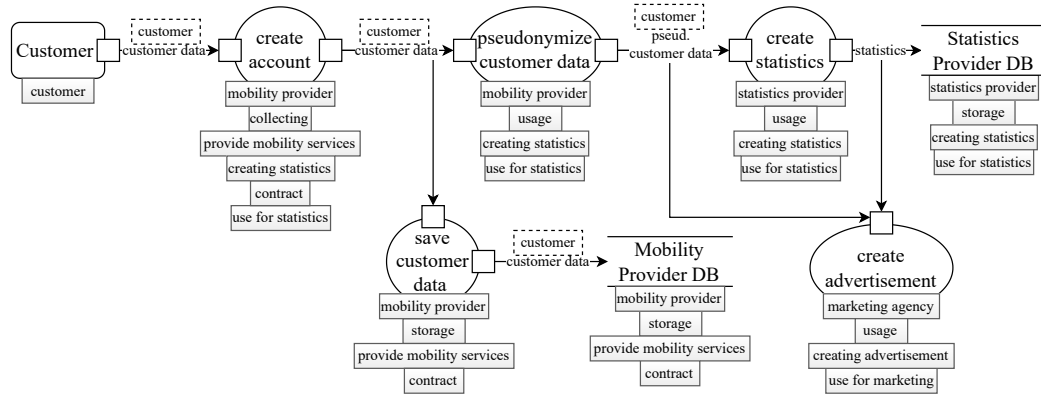 Customer
customer
customer
customer data
create
account
mobility provider
collecting
provide mobility services
creating statistics
contract
use for statistics
customer
customer data
pseudonymize
customer data
mobility provider
usage
creating statistics
use for statistics
customer
pseud.
customer data
create
statistics
statistics provider
usage
creating statistics
use for statistics
statistics
Statistics
Provider DB
statistics provider
storage
creating statistics
use for statistics
save
customer
data
mobility provider
storage
provide mobility services
contract
customer
customer data
Mobility
Provider DB
mobility provider
storage
provide mobility services
contract
create
advertisement
marketing agency
usage
creating advertisement
use for marketing